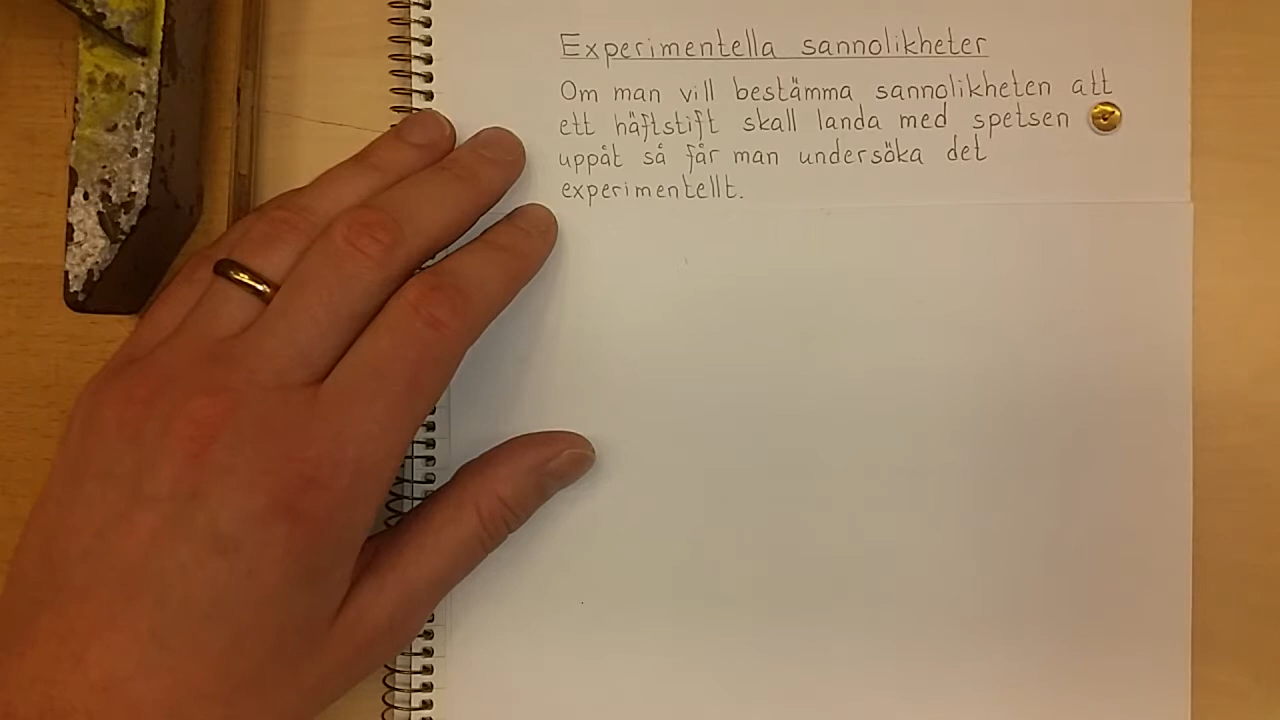 Experimentella sannolikheter
Om man vill bestämma sannolikheten att
ett häftstift skall landa med spetsen
uppåt så får man undersöka det
experimentellt.